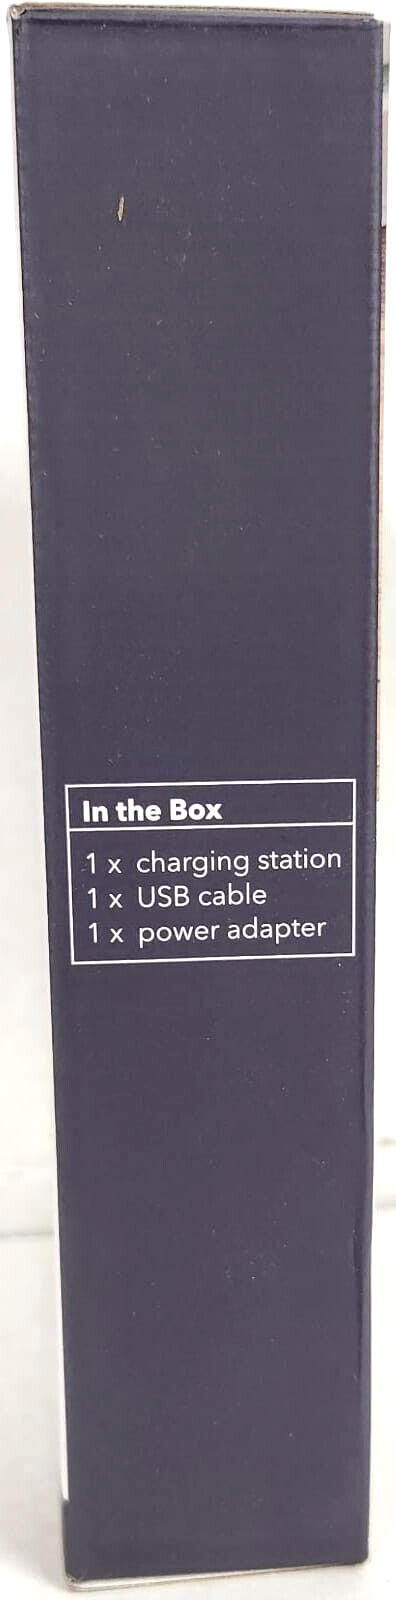 In the Box
1 x charging station
1 x USB cable
1 x power adapter